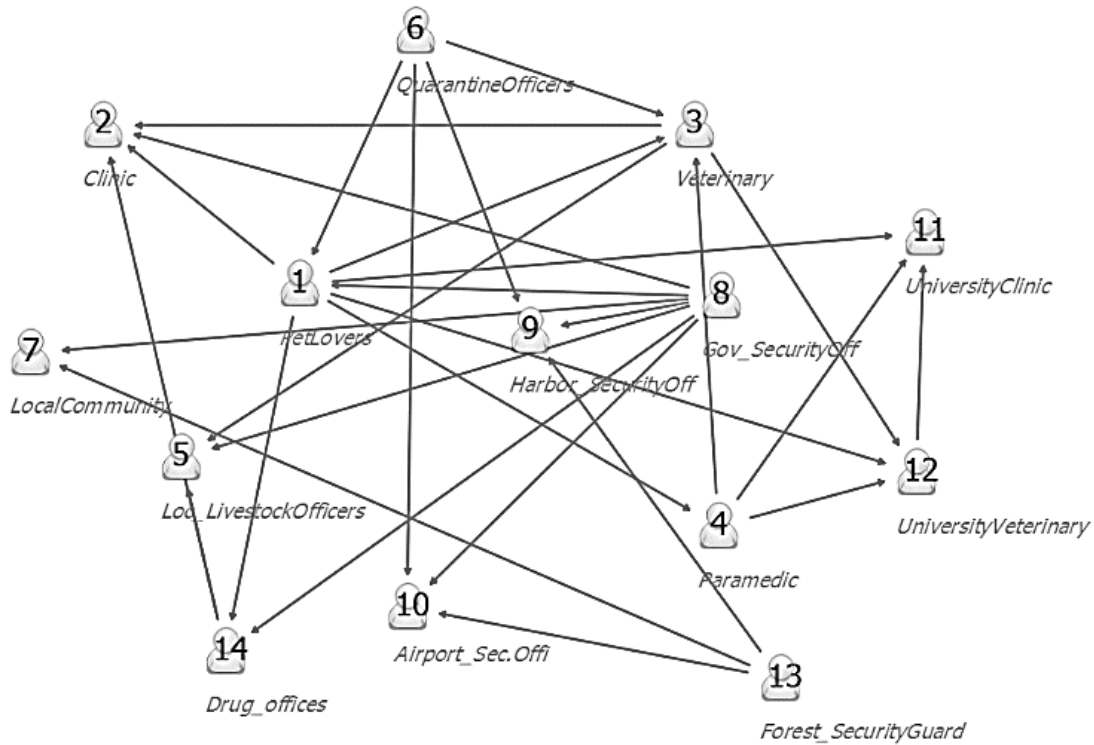 6
QuarantineOfficers
2
Clinic
3
Veterinary
11
UniversityClinic
1
PetLovers
8
Gov_SecurityOff
9
Harbor_SecurityOff
7
LocalCommunity
5
Loc_LivestockOfficers
12
UniversityVeterinary
4
Paramedic
10
Airport_Sec.Offi
14
Drug_offices
13
Forest_SecurityGuard